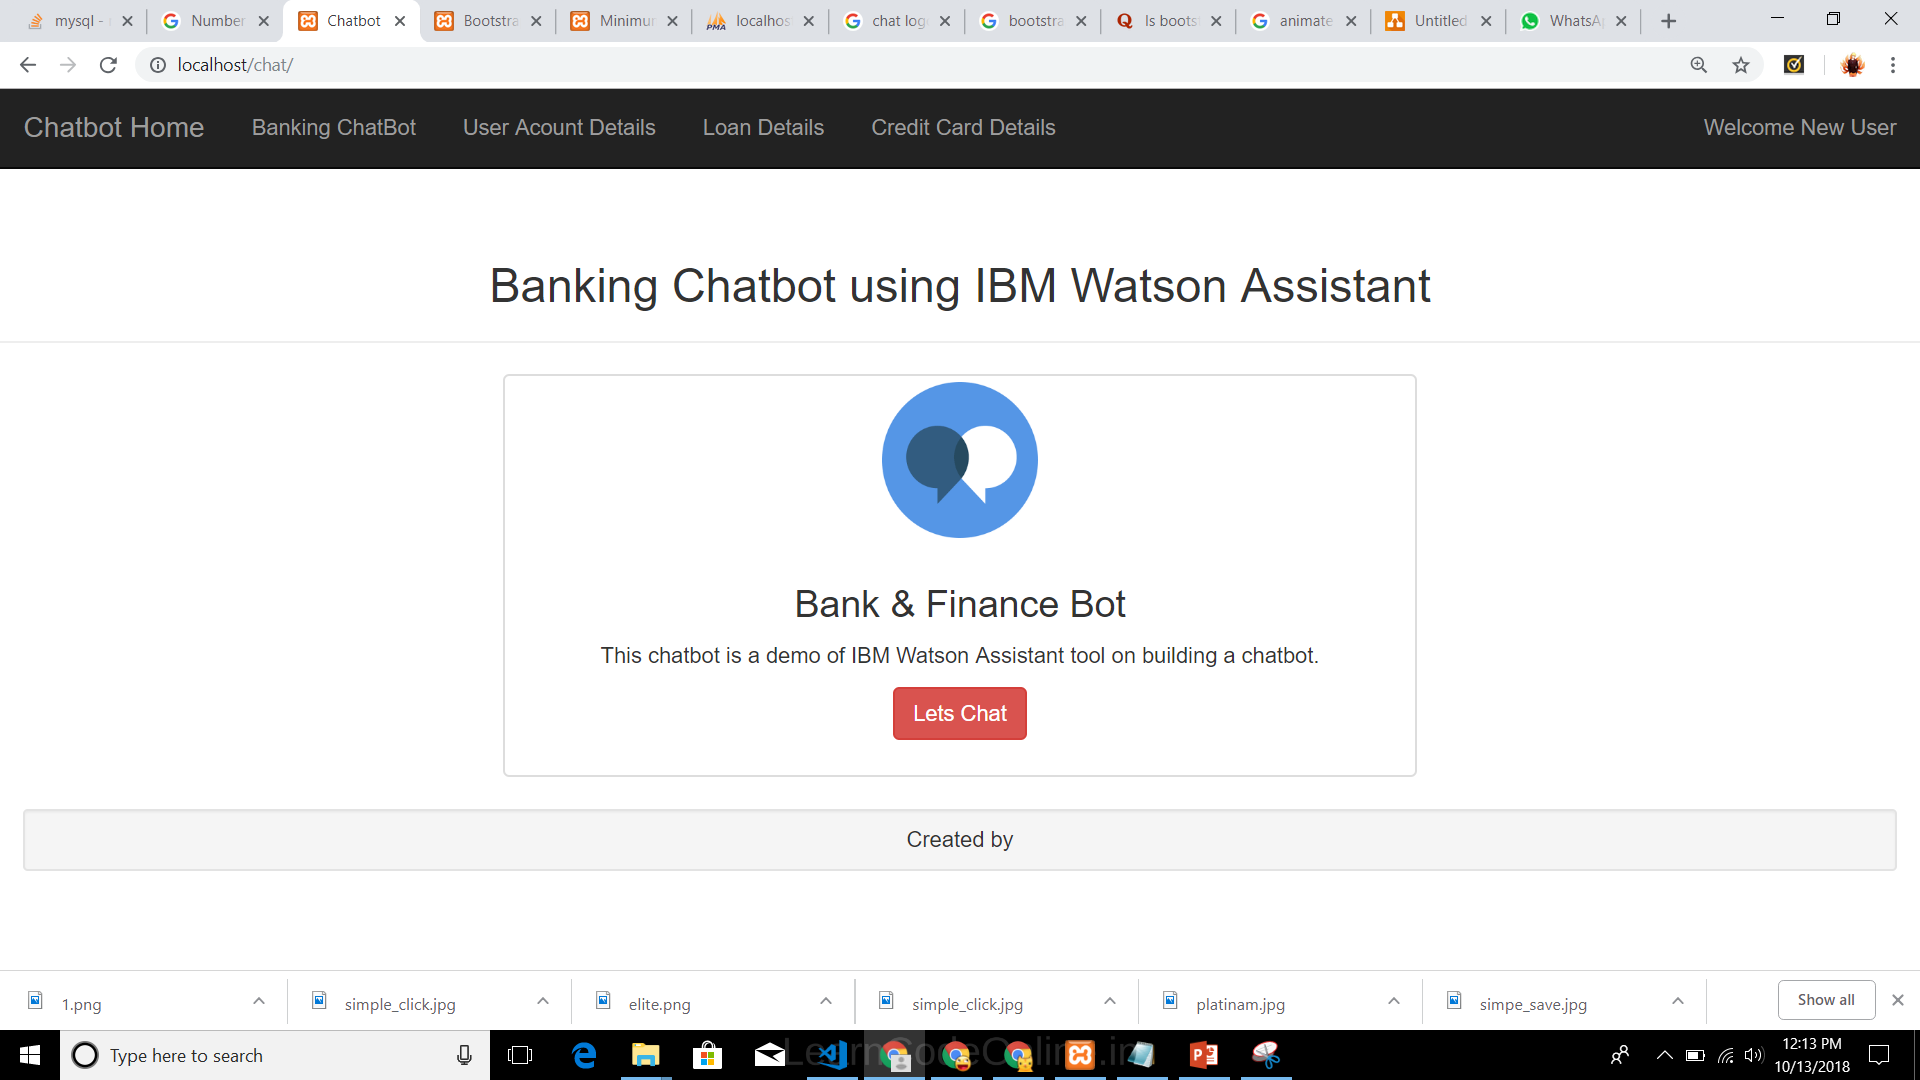 mysql -
Number
Chatbot
Bootstra
Minimum
localhos
chat log
bootstra
Is boots
animate
Untitled
WhatsA
localhost/chat/
Chatbot Home
Banking ChatBot
User Acount Details
Loan Details
Credit Card Details
Welcome New User
Banking Chatbot using IBM Watson Assistant
Bank & Finance Bot
This chatbot is a demo of IBM Watson Assistant tool on building a chatbot.
Lets Chat
Created by
1.png
simple_click.jpg
elite.png
simple_click.jpg
platinam.jpg
simpe_save.jpg
Show all
Type here to search
LearnCodeOnline.in
12:13 PM
10/13/2018